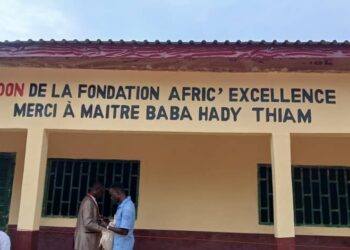 DON DE LA FONDATION AFRIC' EXCELLENCE
MERCI À MAITRE BABA HADY THIAM